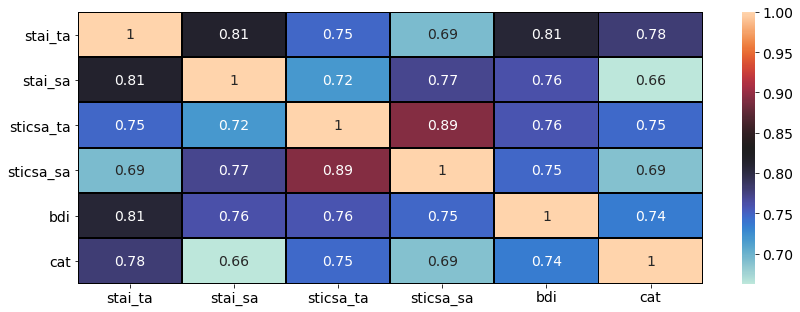 stai_ta 1 0.81 0.75 0.69 0.81 0.78
stai_sa 0.81 1 0.72 0.77 0.76 0.66
sticsa_ta 0.75 0.72 1 0.89 0.76 0.75
sticsa_sa 0.69 0.77 0.89 1 0.75 0.69
bdi 0.81 0.76 0.76 0.75 1 0.74
cat 0.78 0.66 0.75 0.69 0.74 1
stai_ta stai_sa sticsa_ta sticsa_sa bdi cat
1.00
0.95
0.90
0.85
0.80
0.75
0.70